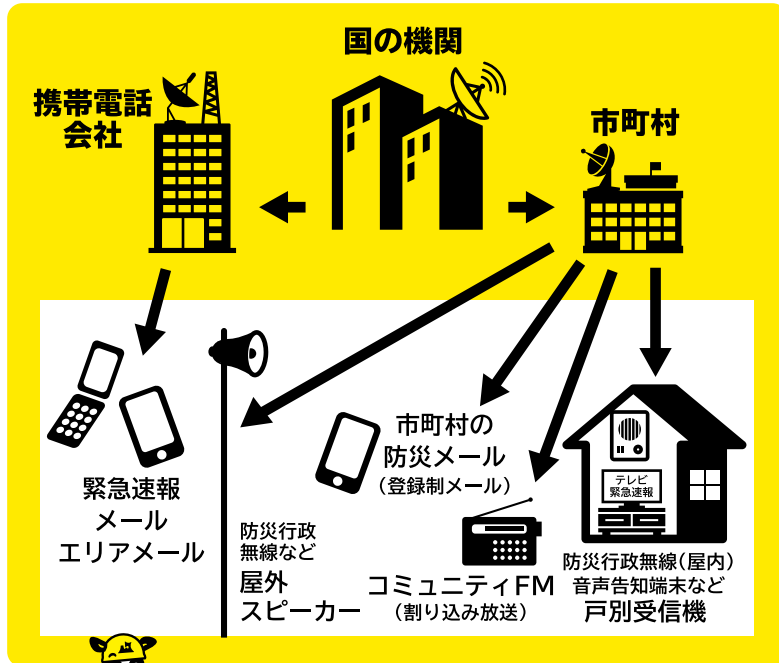 国の機関
携帯電話
会社
市町村
緊急速報
メール
エリアメール
防災行政
無線など
屋外
スピーカー
市町村の
防災メール
（登録制メール）
コミュニティFM
（割り込み放送）
テレビ
緊急速報
防災行政無線（屋内）
音声告知端末など
戸別受信機